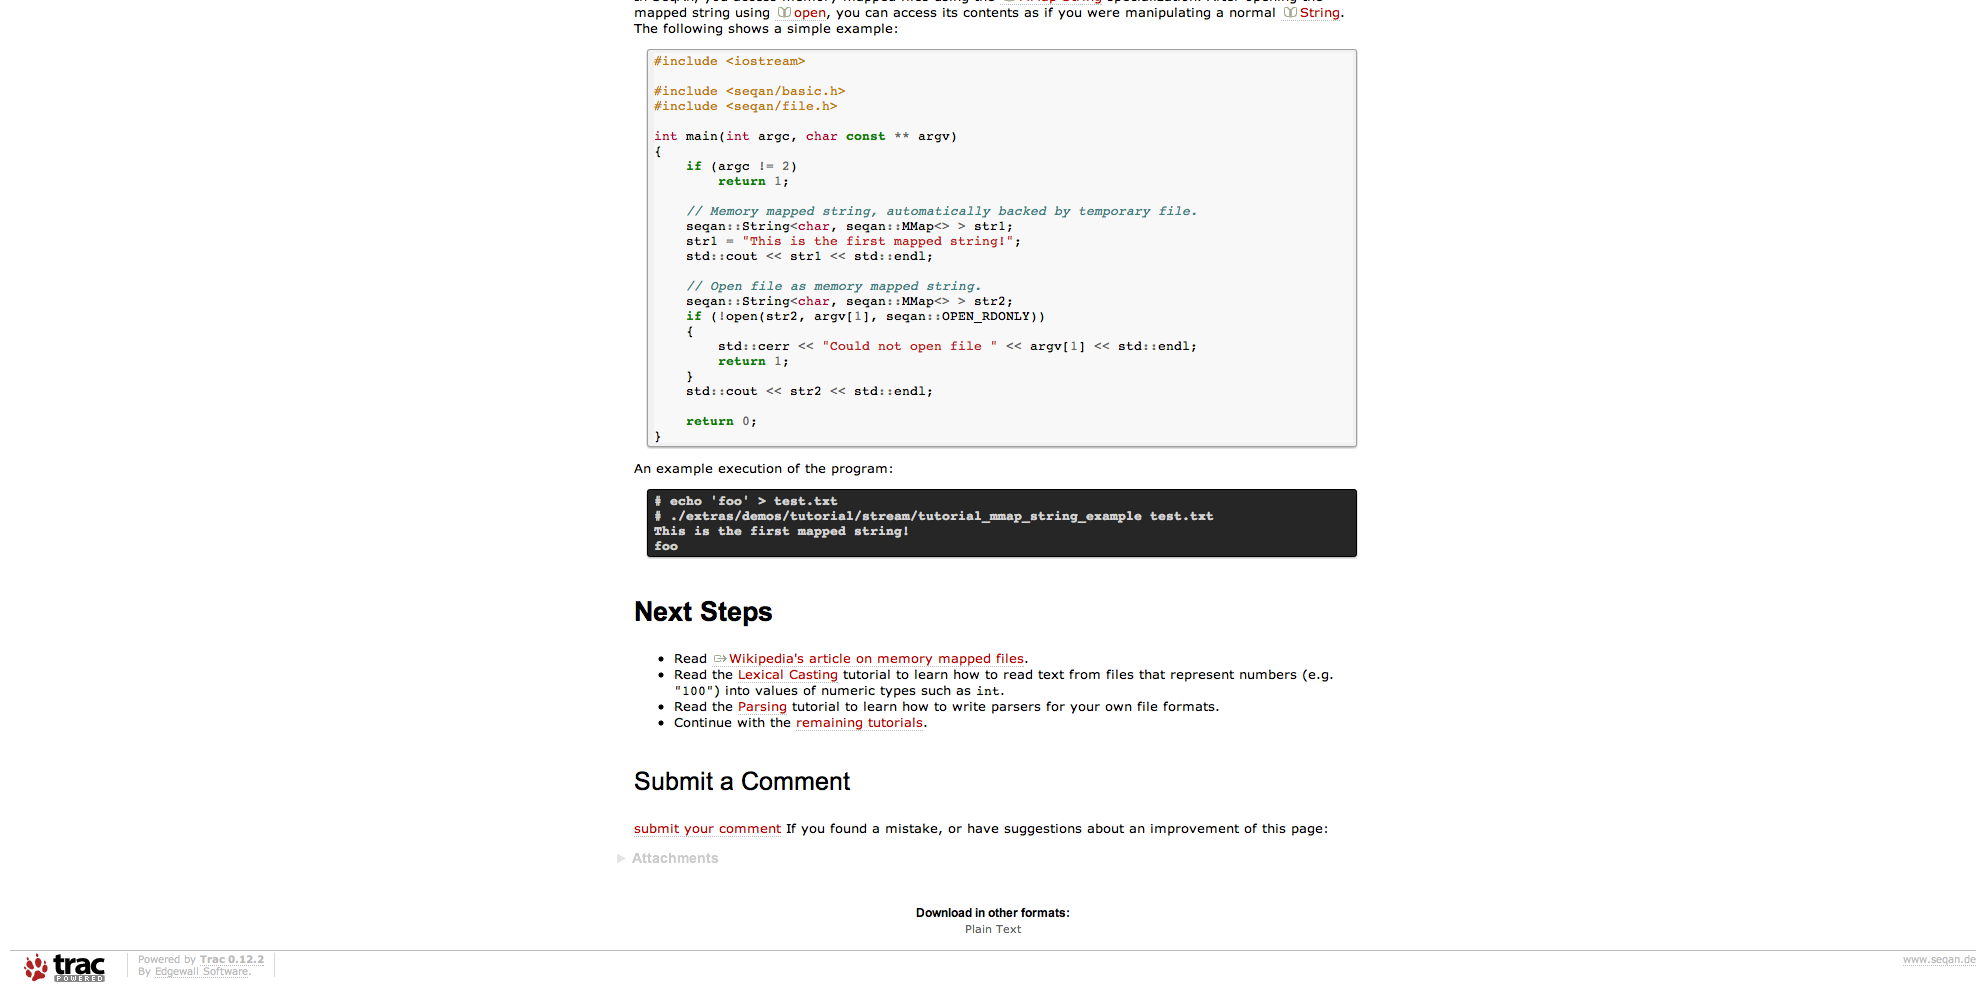 mapped string using open, you can access its contents as if you were manipulating a normal String.
The following shows a simple example:
#include <iostream>
#include <seqan/basic.h>
#include <seqan/file.h>
int main(int argc, char const ** argv)
{
    if (argc != 2)
        return 1;
    // Memory mapped string, automatically backed by temporary file.
    seqan::String<char, seqan::MMap<> > str1;
    str1 = "This is the first mapped string!";
    std::cout << str1 << std::endl;
    // Open file as memory mapped string.
    seqan::String<char, seqan::MMap<> > str2;
    if (!open(str2, argv[1], seqan::OPEN_RDONLY))
    {
        std::cerr << "Could not open file " << argv[1] << std::endl;
        return 1;
    }
    std::cout << str2 << std::endl;
    return 0;
}
An example execution of the program:
# echo 'foo' > test.txt
# ./extras/demos/tutorial/stream/tutorial_mmap_string_example test.txt
This is the first mapped string!
foo
Next Steps
• Read Wikipedia's article on memory mapped files.
• Read the Lexical Casting tutorial to learn how to read text from files that represent numbers (e.g.
"100") into values of numeric types such as int.
• Read the Parsing tutorial to learn how to write parsers for your own file formats.
• Continue with the remaining tutorials.
Submit a Comment
submit your comment If you found a mistake, or have suggestions about an improvement of this page:
Attachments
Download in other formats:
Plain Text
trac
POWERED
Powered by Trac 0.12.2
By Edgewall Software.
www.seqan.de